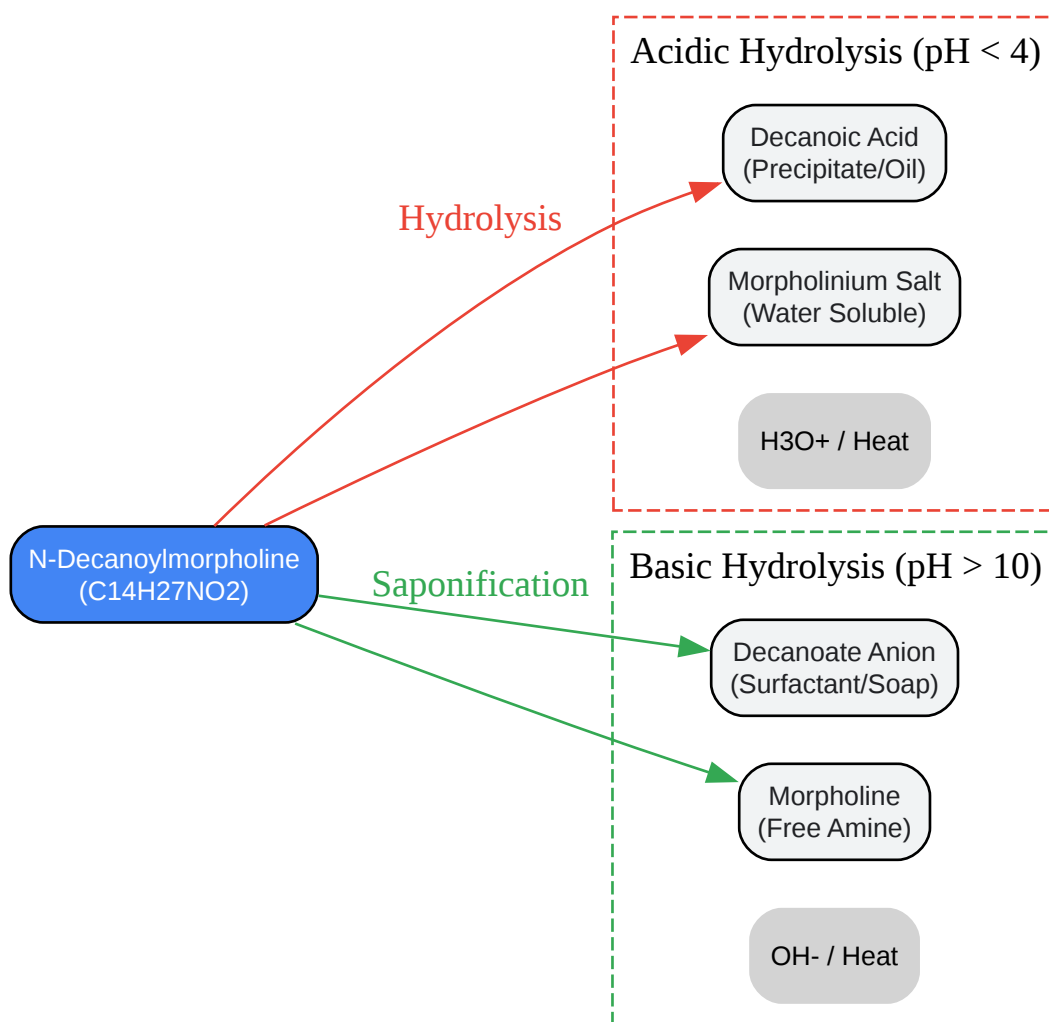 Acidic Hydrolysis (pH < 4)
Decanoic Acid
(Precipitate/Oil)
Hydrolysis
Morpholinium Salt
(Water Soluble)
H3O+ / Heat
N-Decanoylmorpholine
(C14H27NO2)
Saponification
Basic Hydrolysis (pH > 10)
Decanoate Anion
(Surfactant/Soap)
Morpholine
(Free Amine)
OH- / Heat